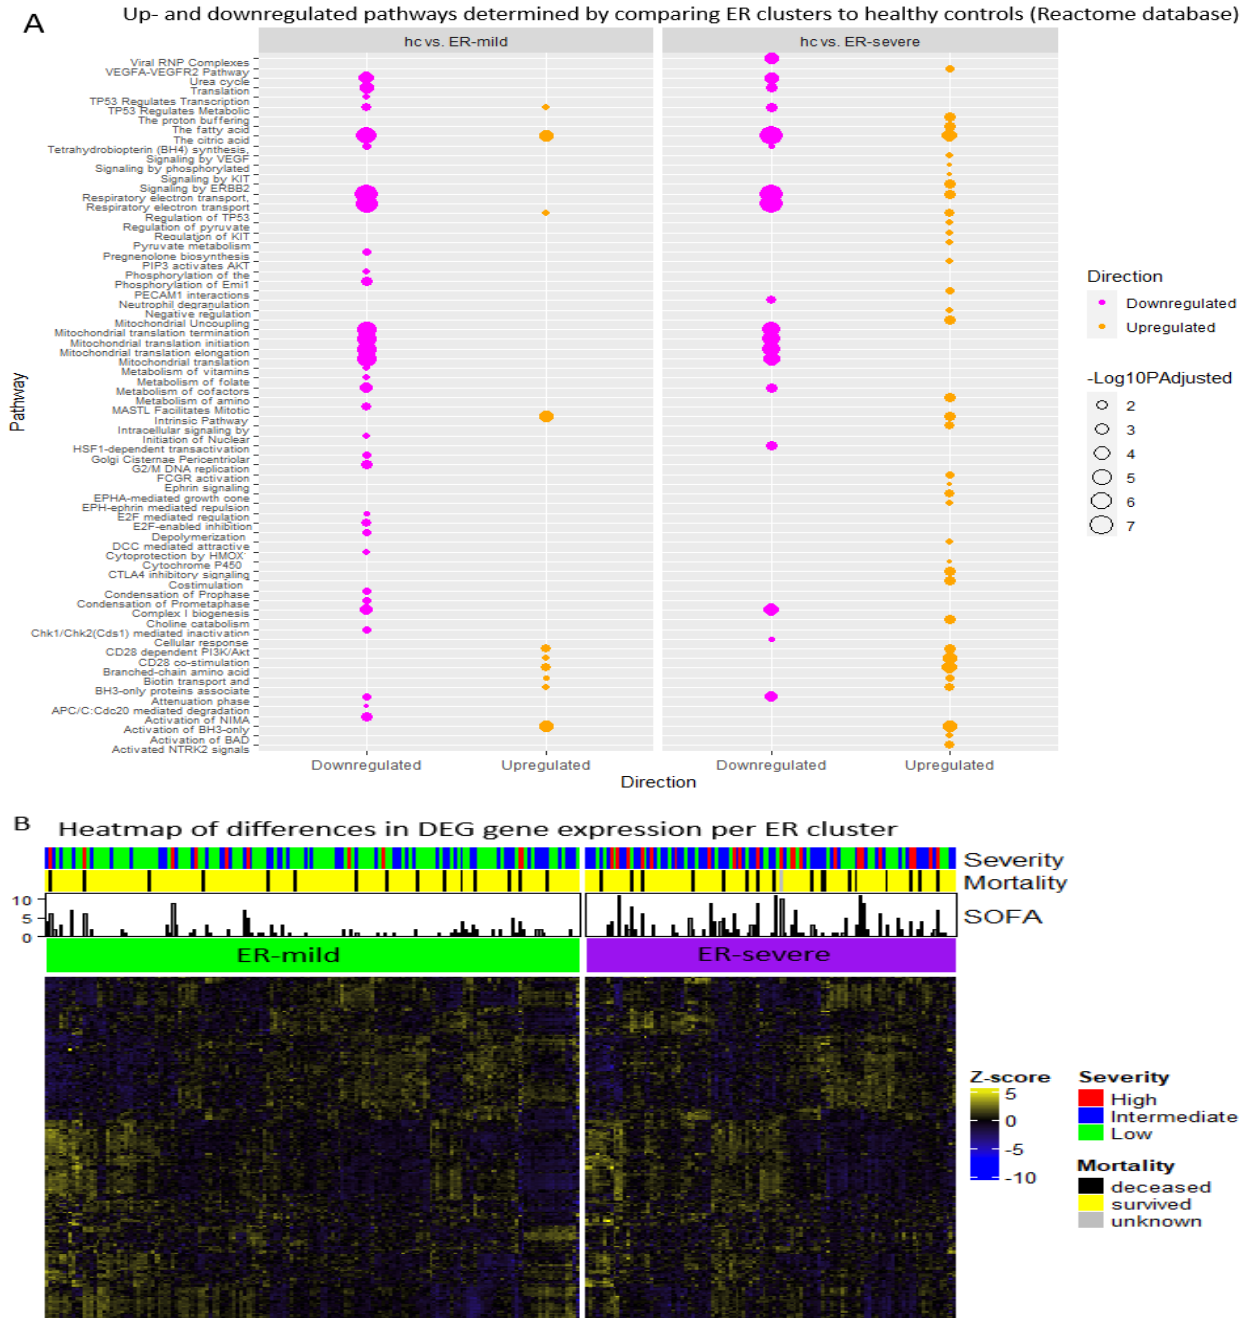 A
Up- and downregulated pathways determined by comparing ER clusters to healthy controls (Reactome database)
hc vs. ER-mild
hc vs. ER-severe
Viral RNP Complexes
VEGFA-VEGFR2 Pathway
Urea cycle
Translation
TP53 Regulates Transcription
TP53 Regulates Metabolic
The proton buffering
The fatty acid
The citric acid
Tetrahydrobiopterin (BH4) synthesis,
Signaling by VEGF
Signaling by phosphorylated
Signaling by KIT
Signaling by ERBB2
Respiratory electron transport,
Respiratory electron transport
Regulation of TP53
Regulation of pyruvate
Regulation of KIT
Pyruvate metabolism
Pregnenolone biosynthesis
PIP3 activates AKT
Phosphorylation of the
Phosphorylation of Emi1
PECAM1 interactions
Neutrophil degranulation
Negative regulation
Mitochondrial Uncoupling
Mitochondrial translation termination
Mitochondrial translation initiation
Mitochondrial translation elongation
Mitochondrial translation
Metabolism of vitamins
Metabolism of folate
Metabolism of cofactors
Metabolism of amino
MASTL Facilitates Mitotic
Intrinsic Pathway
Intracellular signaling by
Initiation of Nuclear
HSF1-dependent transactivation
Golgi Cisternae Pericentriolar
G2/M DNA replication
FCGR activation
Ephrin signaling
EPHA-mediated growth cone
EPH-ephrin mediated repulsion
E2F mediated regulation
E2F-enabled inhibition
Depolymerization
DCC mediated attractive
Cytoprotection by HMOX
Cytochrome P450
CTLA4 inhibitory signaling
Costimulation
Condensation of Prophase
Condensation of Prometaphase
Complex I biogenesis
Choline catabolism
Chk1/Chk2(Cds1) mediated inactivation
Cellular response
CD28 dependent PI3K/Akt
CD28 co-stimulation
Branched-chain amino acid
Biotin transport and
BH3-only proteins associate
Attenuation phase
APC/C:Cdc20 mediated degradation
Activation of NIMA
Activation of BH3-only
Activation of BAD
Activated NTRK2 signals
Pathway
Downregulated
Upregulated
Downregulated
Upregulated
Direction
Direction
Downregulated
Upregulated
-Log10PAdjusted
2
3
4
5
6
7
B
Heatmap of differences in DEG gene expression per ER cluster
Severity
Mortality
10
5
0
SOFA
ER-mild
ER-severe
Z-score
5
0
-5
-10
Severity
High
Intermediate
Low
Mortality
deceased
survived
unknown